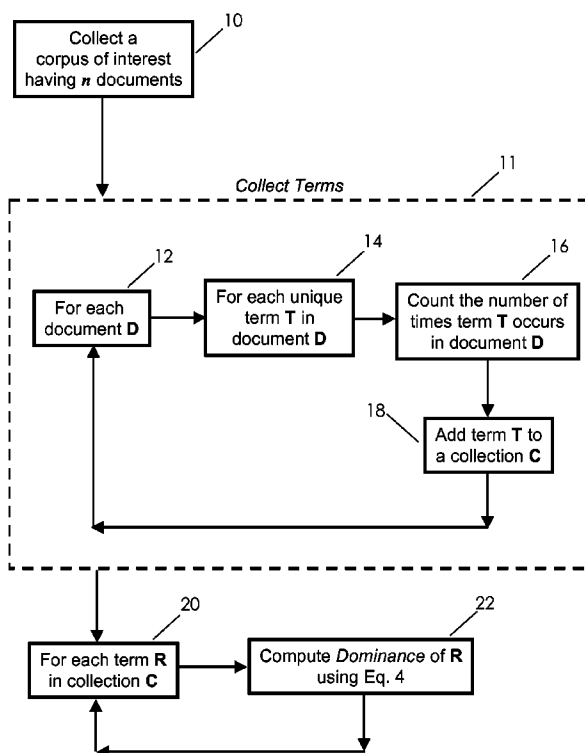 10
Collect a
corpus of interest
having n documents
11
Collect Terms
12
For each
document D
14
For each unique
term T in
document D
16
Count the number of
times term T occurs
in document D
18
Add term T to
a collection C
20
For each term R
in collection C
22
Compute Dominance of R
using Eq. 4